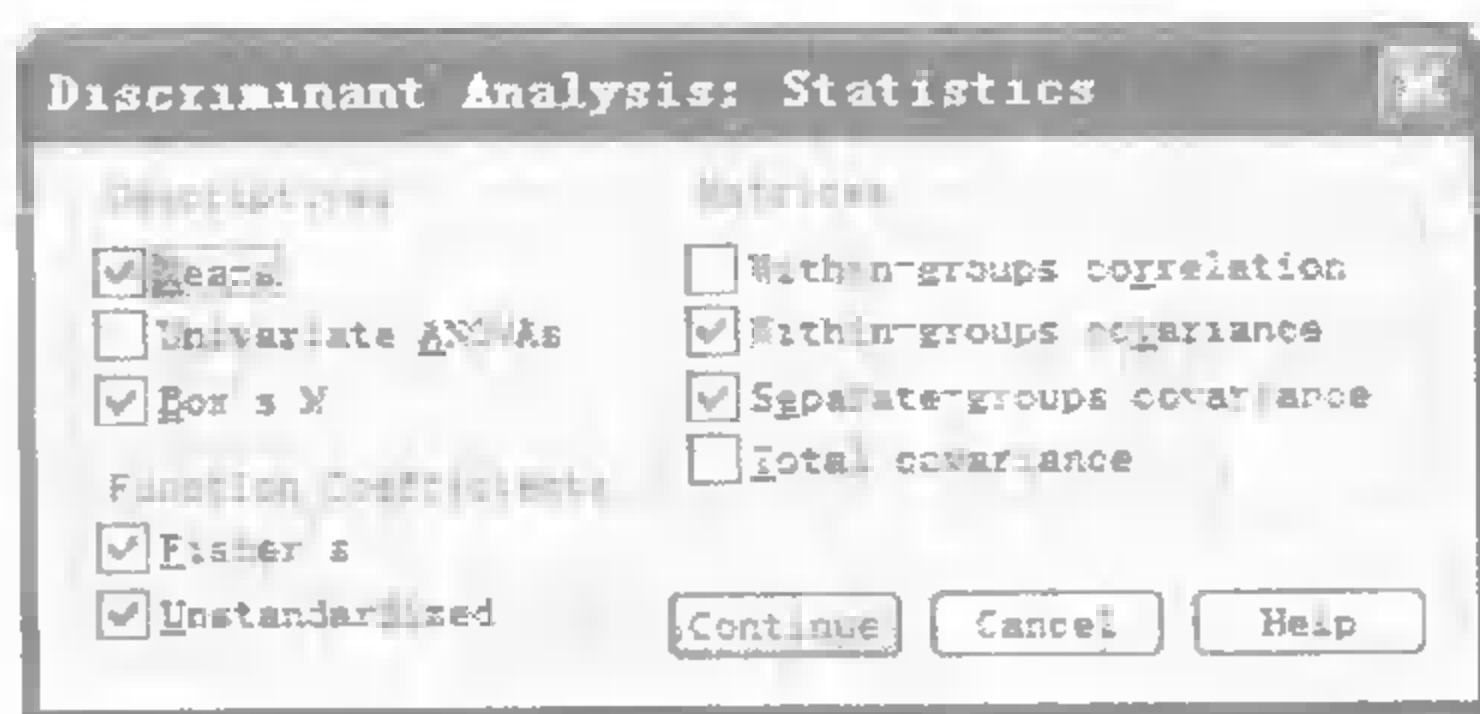 Discriminant Analysis: Statistics
Descriptives
Means
Univariate ANOVAs
Box s M
Function Coefficients
Fisher s
Unstandardized
Matrices
Within-groups correlation
Within-groups covariance
Separate-groups covariance
Total covariance
Continue
Cancel
Help